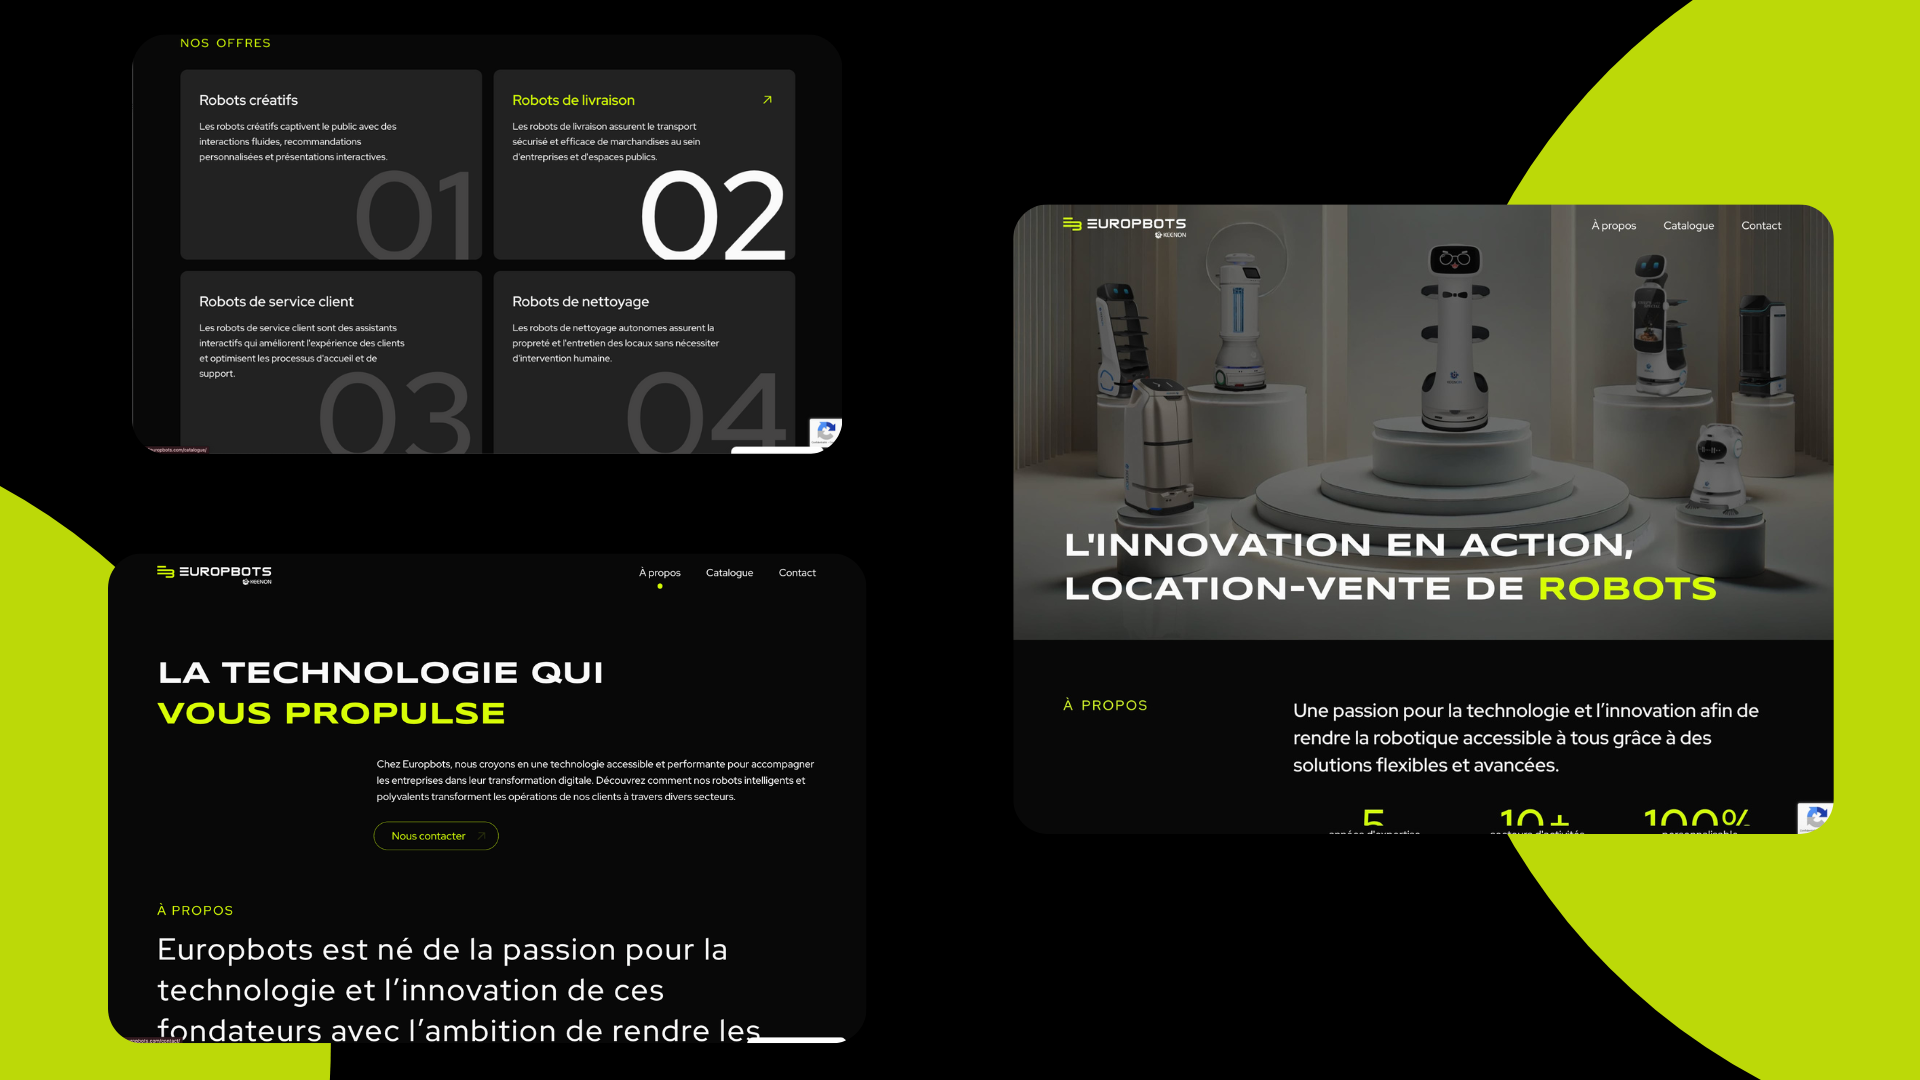 NOS OFFRES
Robots créatifs
Les robots créatifs captivent le public avec des
interactions fluides, recommandations
personnalisées et présentations interactives.
01
Robots de livraison
Les robots de livraison assurent le transport
sécurisé et efficace de marchandises au sein
d'entreprises et d'espaces publics.
02
Robots de service client
Les robots de service client sont des assistants
interactifs qui améliorent l'expérience des clients
et optimisent les processus d'accueil et de
support.
03
Robots de nettoyage
Les robots de nettoyage autonomes assurent la
propreté et l'entretien des locaux sans nécessiter
d'intervention humaine.
04
EUROPBOTS
KEENON
À propos
Catalogue
Contact
LA TECHNOLOGIE QUI
VOUS PROPULSE
Chez Europbots, nous croyons en une technologie accessible et performante pour accompagner
les entreprises dans leur transformation digitale. Découvrez comment nos robots intelligents et
polyvalents transforment les opérations de nos clients à travers divers secteurs.
Nous contacter
À PROPOS
Europbots est né de la passion pour la
technologie et l’innovation de ces
fondateurs avec l’ambition de rendre les
EUROPBOTS
KEENON
À propos
Catalogue
Contact
L'INNOVATION EN ACTION,
LOCATION-VENTE DE ROBOTS
À PROPOS
Une passion pour la technologie et l’innovation afin de
rendre la robotique accessible à tous grâce à des
solutions flexibles et avancées.
5
10+
100%